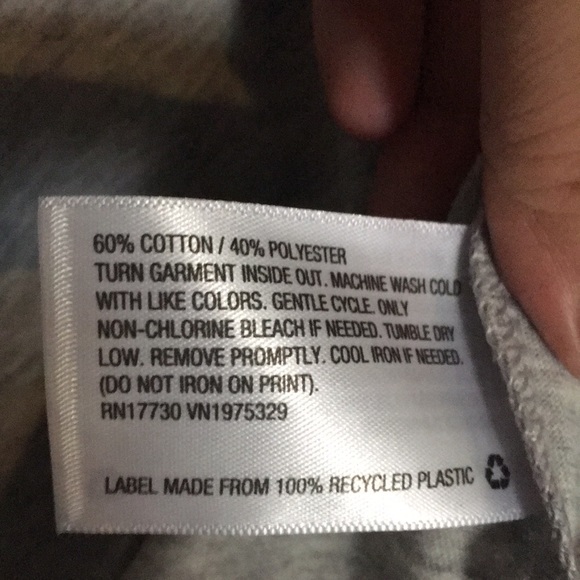 60% COTTON / 40% POLYESTER
TURN GARMENT INSIDE OUT. MACHINE WASH COLD
WITH LIKE COLORS. GENTLE CYCLE. ONLY
NON-CHLORINE BLEACH IF NEEDED. TUMBLE DRY
LOW. REMOVE PROMPTLY. COOL IRON IF NEEDED.
(DO NOT IRON ON PRINT).
RN17730 VN1975329
LABEL MADE FROM 100% RECYCLED PLASTIC